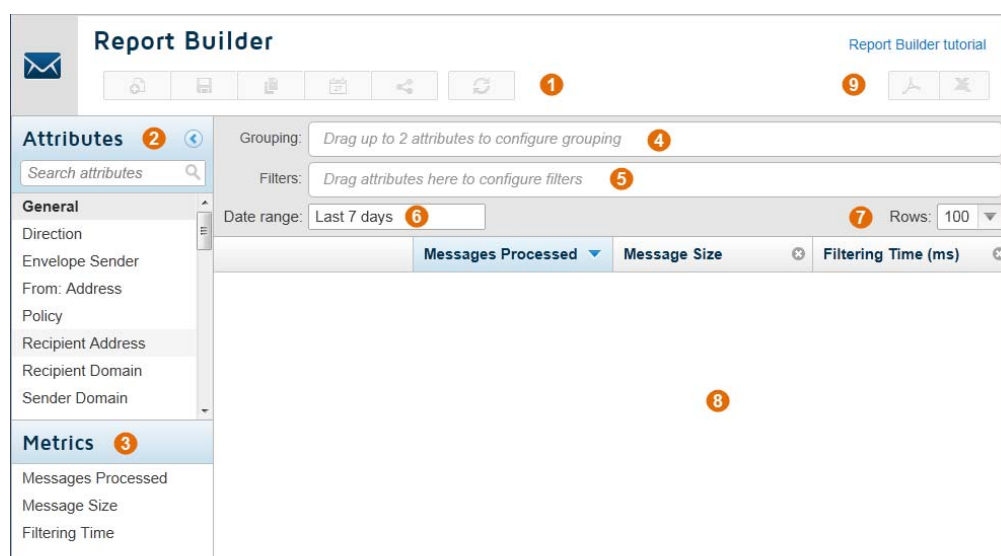 Report Builder
Report Builder tutorial
1
9
Attributes 2
Search attributes
General
Direction
Envelope Sender
From: Address
Policy
Recipient Address
Recipient Domain
Sender Domain
Metrics 3
Messages Processed
Message Size
Filtering Time
Grouping: Drag up to 2 attributes to configure grouping 4
Filters: Drag attributes here to configure filters 5
Date range: Last 7 days 6 7 Rows: 100
Messages Processed Message Size Filtering Time (ms)
8